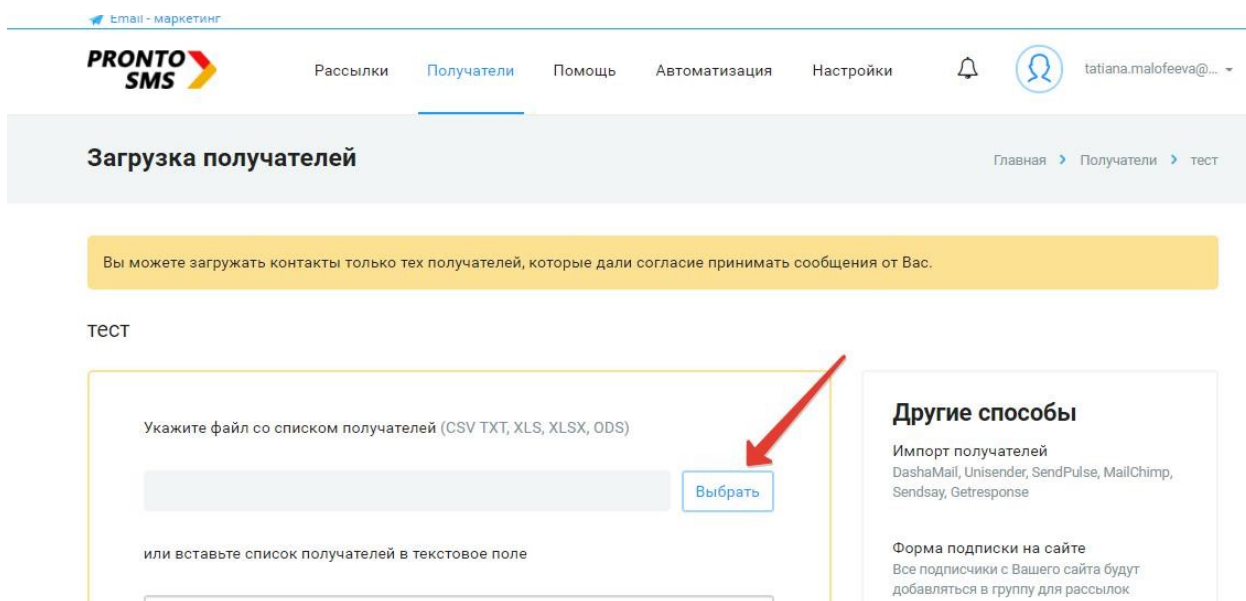 Email - маркетинг
PRONTO
SMS
Рассылки Получатели Помощь Автоматизация Настройки tatiana.malofeeva@...
Загрузка получателей
Главная > Получатели > тест
Вы можете загружать контакты только тех получателей, которые дали согласие принимать сообщения от Вас.
тест
Укажите файл со списком получателей (CSV TXT, XLS, XLSX, ODS)
Выбрать
или вставьте список получателей в текстовое поле
Другие способы
Импорт получателей
DashaMail, Unisender, SendPulse, MailChimp,
Sendsay, Getresponse
Форма подписки на сайте
Все подписчики с Вашего сайта будут
добавляться в группу для рассылок